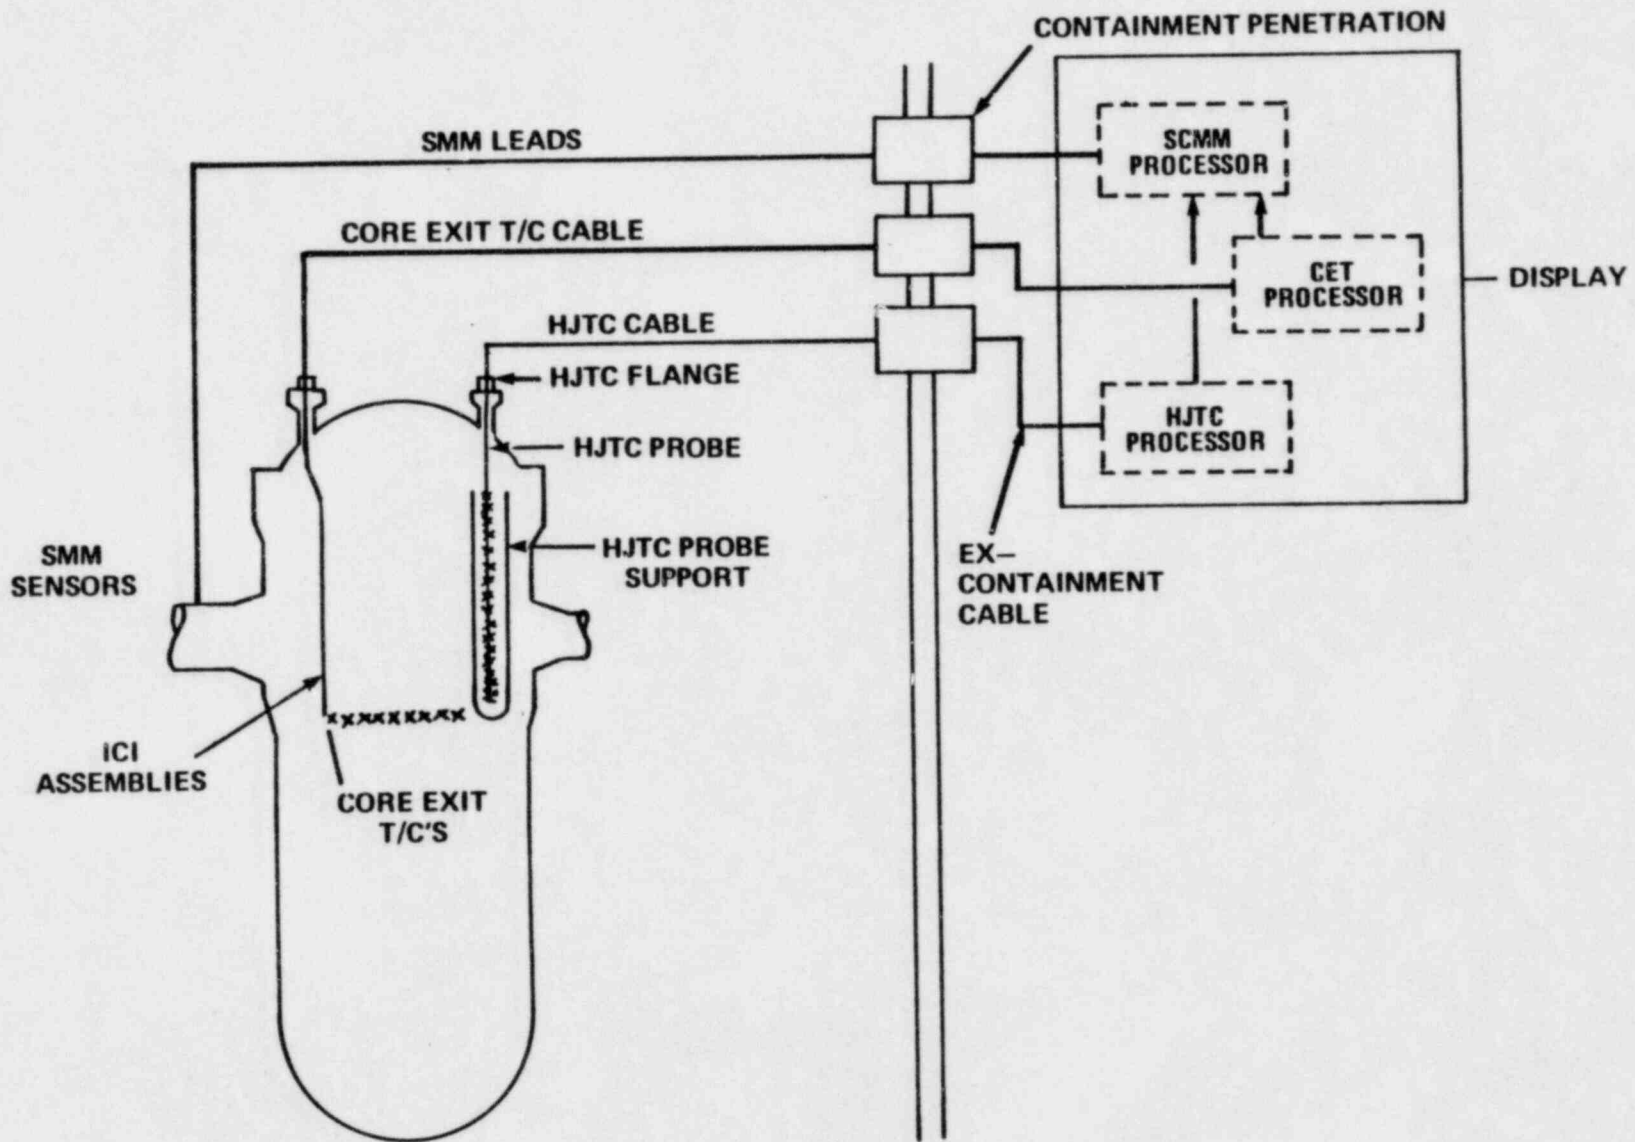 CONTAINMENT PENETRATION
SMM LEADS
SCMM
PROCESSOR
CORE EXIT T/C CABLE
CET
PROCESSOR
DISPLAY
HJTC CABLE
HJTC FLANGE
HJTC
PROCESSOR
HJTC PROBE
SMM
SENSORS
HJTC PROBE
SUPPORT
EX–
CONTAINMENT
CABLE
ICI
ASSEMBLIES
CORE EXIT
T/C'S